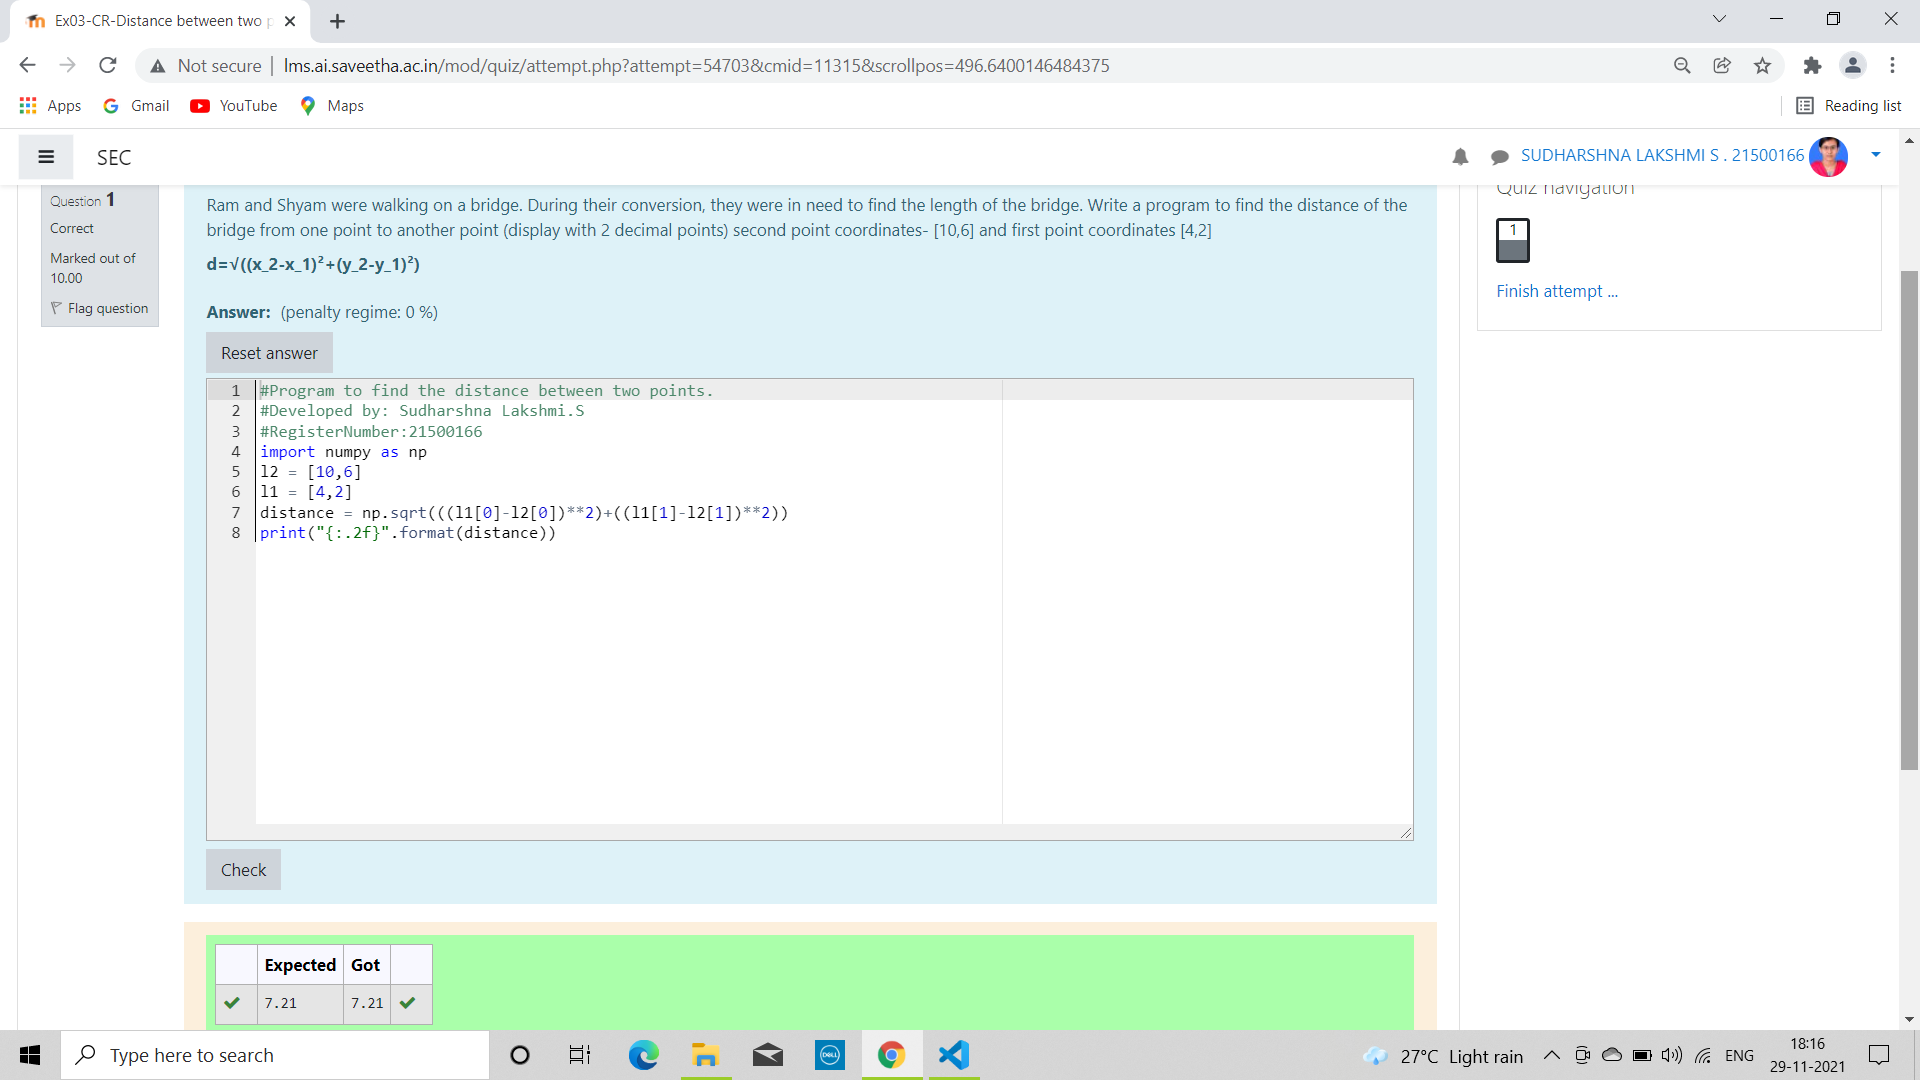 Ex03-CR-Distance between two p
Not secure | lms.ai.saveetha.ac.in/mod/quiz/attempt.php?attempt=54703&cmid=11315&scrollpos=496.6400146484375
Apps Gmail YouTube Maps Reading list
SEC SUDHARSHNA LAKSHMI S . 21500166
Question 1
Correct
Marked out of
10.00
Flag question
Ram and Shyam were walking on a bridge. During their conversion, they were in need to find the length of the bridge. Write a program to find the distance of the
bridge from one point to another point (display with 2 decimal points) second point coordinates- [10,6] and first point coordinates [4,2]
d=√((x_2-x_1)²+(y_2-y_1)²)
Answer: (penalty regime: 0 %)
Reset answer
1 #Program to find the distance between two points.
2 #Developed by: Sudharshna Lakshmi.S
3 #RegisterNumber:21500166
4 import numpy as np
5 l2 = [10,6]
6 l1 = [4,2]
7 distance = np.sqrt(((l1[0]-l2[0])**2)+((l1[1]-l2[1])**2))
8 print("{:.2f}".format(distance))
Check
Expected Got
7.21 7.21
Quiz navigation
1
Finish attempt ...
Type here to search
DELL
27°C Light rain
ENG
18:16
29-11-2021